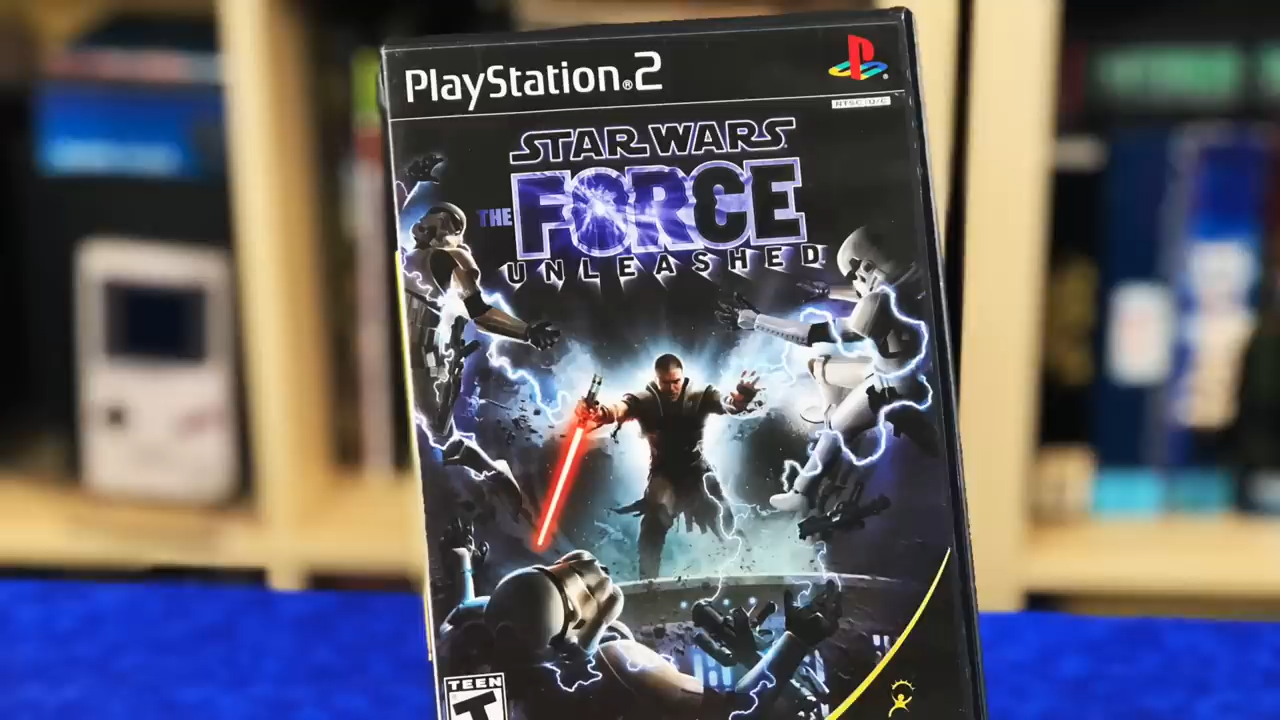 PlayStation®2
NTSC U/C
STAR WARS
THE FORCE
UNLEASHED
TEEN
T